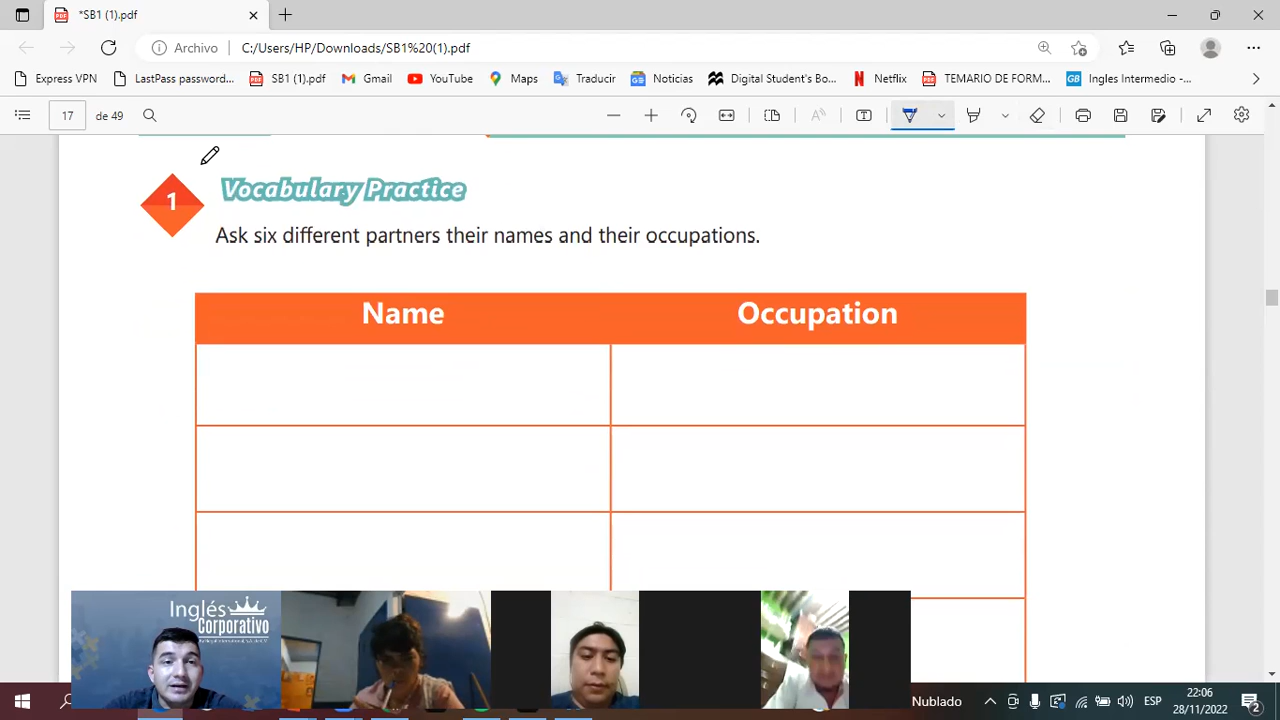 *SB1 (1).pdf
Archivo C:/Users/HP/Downloads/SB1%20(1).pdf
Express VPN LastPass password... SB1 (1).pdf Gmail YouTube Maps Traducir Noticias Digital Student's Bo... Netflix TEMARIO DE FORM... Ingles Intermedio -...
17 de 49
1 Vocabulary Practice
Ask six different partners their names and their occupations.
Name Occupation
Inglés
Corporativo
Nublado ESP 22:06
28/11/2022 2